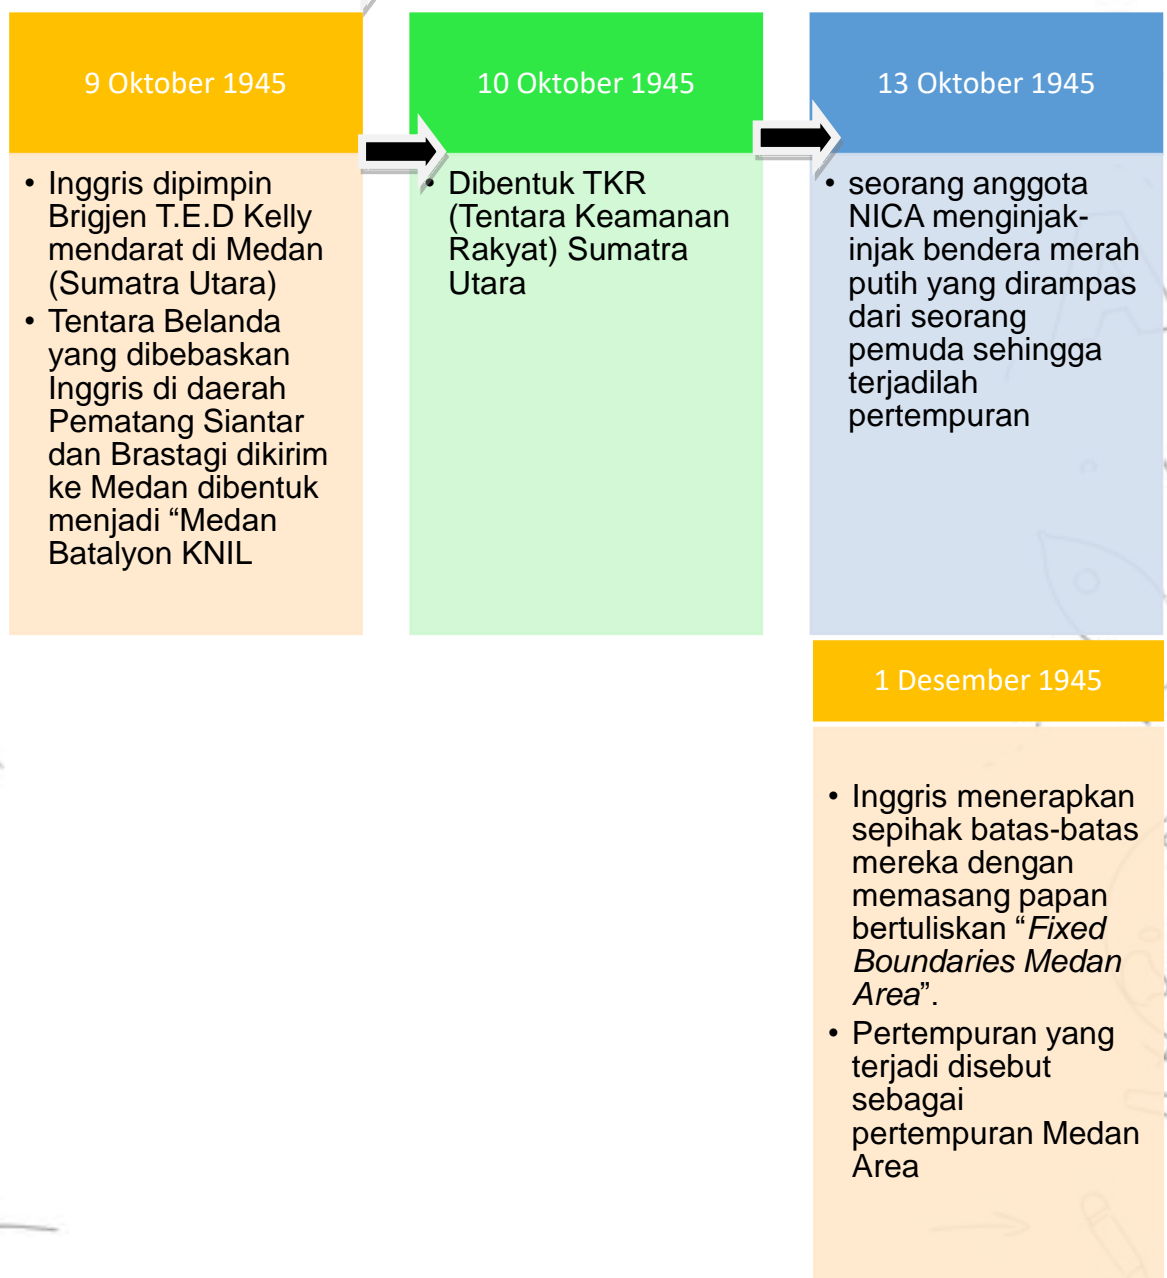 9 Oktober 1945
• Inggris dipimpin
Brigjen T.E.D Kelly
mendarat di Medan
(Sumatra Utara)
• Tentara Belanda
yang dibebaskan
Inggris di daerah
Pematang Siantar
dan Brastagi dikirim
ke Medan dibentuk
menjadi “Medan
Batalyon KNIL
10 Oktober 1945
• Dibentuk TKR
(Tentara Keamanan
Rakyat) Sumatra
Utara
13 Oktober 1945
• seorang anggota
NICA menginjak-
injak bendera merah
putih yang dirampas
dari seorang
pemuda sehingga
terjadilah
pertempuran
1 Desember 1945
• Inggris menerapkan
sepihak batas-batas
mereka dengan
memasang papan
bertuliskan “Fixed
Boundaries Medan
Area”.
• Pertempuran yang
terjadi disebut
sebagai
pertempuran Medan
Area